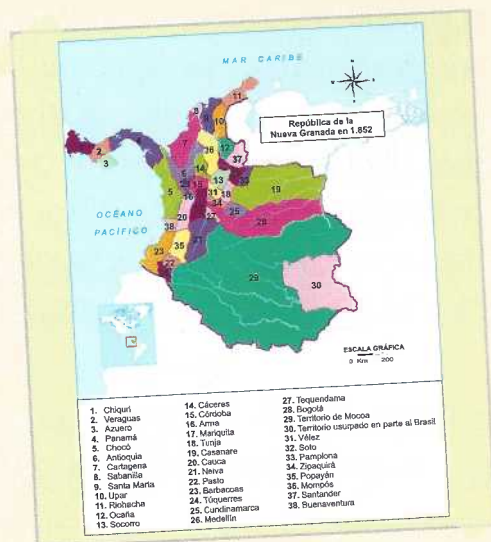 MAR CARIBE
República de la
Nueva Granada en 1.852
OCÉANO
PACÍFICO
ESCALA GRÁFICA
0 Km 200
1. Chiquri
2. Veraguas
3. Azuero
4. Panamá
5. Chocó
6. Antioquia
7. Cartagena
8. Sabanilla
9. Santa Marta
10. Upar
11. Riohacha
12. Ocaña
13. Socorro
14. Cáceres
15. Córdoba
16. Arma
17. Mariquita
18. Tunja
19. Casanare
20. Cauca
21. Neiva
22. Pasto
23. Barbacoas
24. Túquerres
25. Cundinamarca
26. Medellín
27. Tequendama
28. Bogotá
29. Territorio de Mocoa
30. Territorio usurpado en parte al Brasil
31. Vélez
32. Soto
33. Pamplona
34. Zipaquirá
35. Popayán
36. Mompós
37. Santander
38. Buenaventura